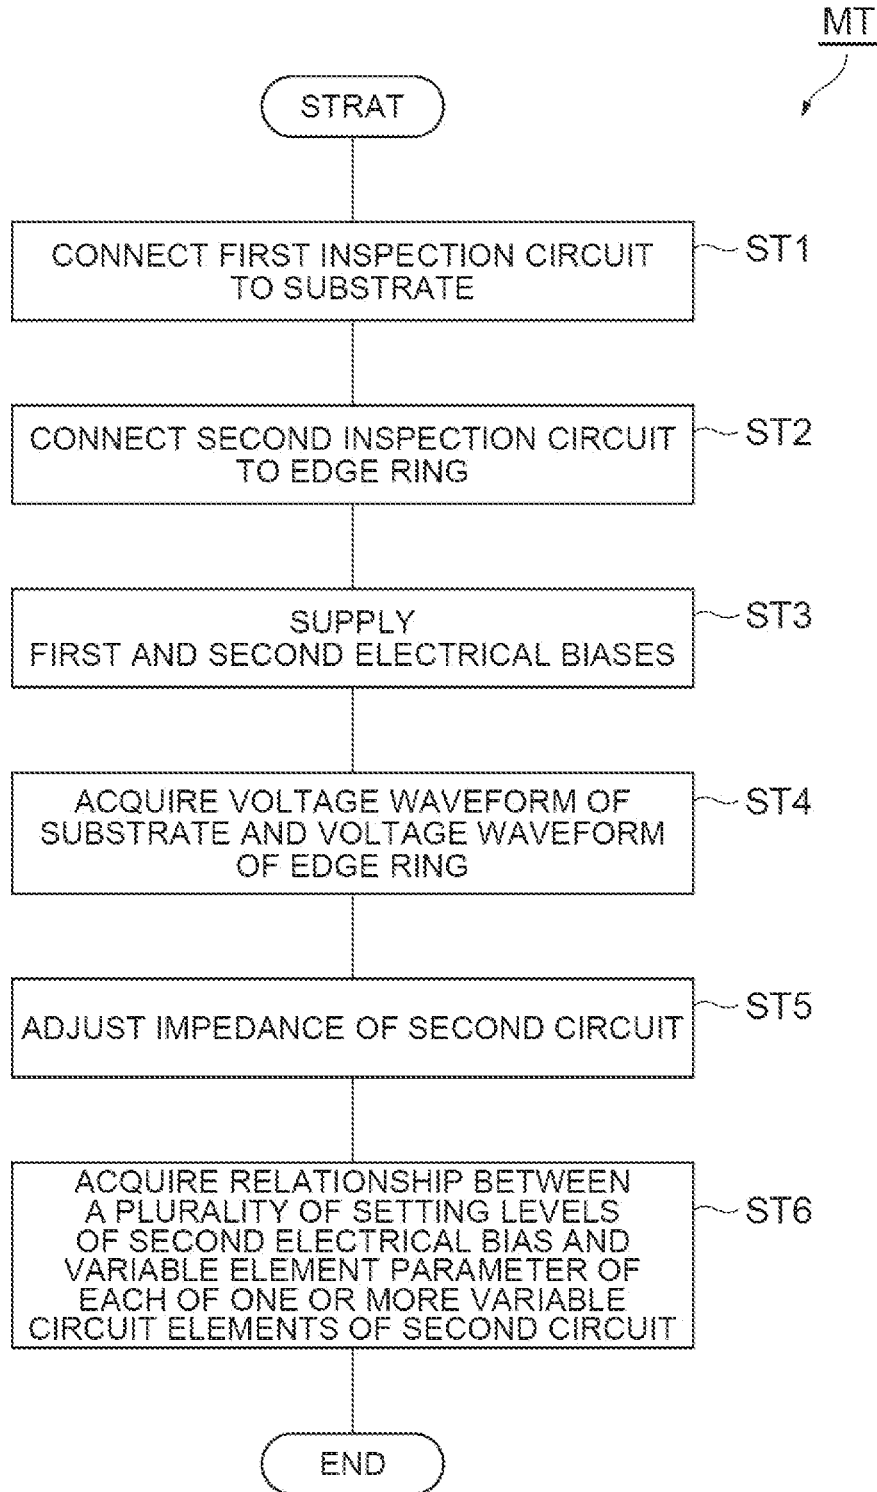 MT
STRAT
CONNECT FIRST INSPECTION CIRCUIT
TO SUBSTRATE
ST1
CONNECT SECOND INSPECTION CIRCUIT
TO EDGE RING
ST2
SUPPLY
FIRST AND SECOND ELECTRICAL BIASES
ST3
ACQUIRE VOLTAGE WAVEFORM OF
SUBSTRATE AND VOLTAGE WAVEFORM
OF EDGE RING
ST4
ADJUST IMPEDANCE OF SECOND CIRCUIT
ST5
ACQUIRE RELATIONSHIP BETWEEN
A PLURALITY OF SETTING LEVELS
OF SECOND ELECTRICAL BIAS AND
VARIABLE ELEMENT PARAMETER OF
EACH OF ONE OR MORE VARIABLE
CIRCUIT ELEMENTS OF SECOND CIRCUIT
ST6
END